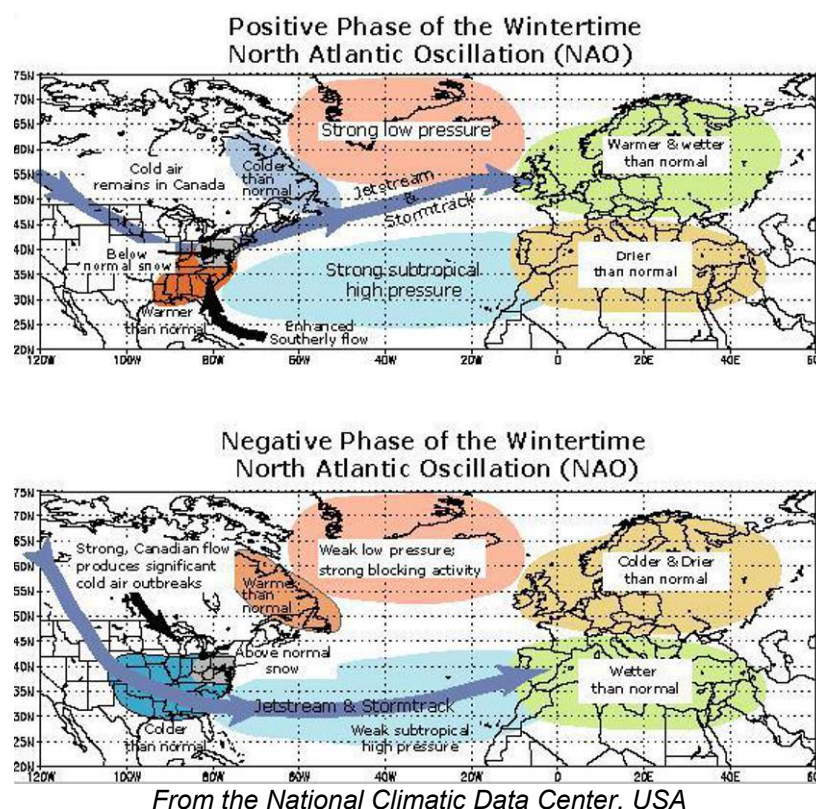 Positive Phase of the Wintertime
North Atlantic Oscillation (NAO)
75N
70N
65N
60N
55N
50N
45N
40N
35N
30N
25N
20N
Strong low pressure
Warmer & wetter
than normal
Cold air
remains in Canada
Colder
than
normal
Jetstream
&
Stormtrack
Below
normal snow
Strong subtropical
high pressure
Drier
than normal
Warmer
than normal
Enhanced
Southerly flow
120W 100W 80W 60W 40W 20W 0 20E 40E
Negative Phase of the Wintertime
North Atlantic Oscillation (NAO)
75N
70N
65N
60N
55N
50N
45N
40N
35N
30N
25N
20N
Strong, Canadian flow
produces significant
cold air outbreaks
Weak low pressure;
strong blocking activity
Colder & Drier
than normal
Warmer
than
normal
Above normal
snow
Wetter
than normal
Jetstream & Stormtrack
Colder
than normal
Weak subtropical
high pressure
120W 100W 80W 60W 40W 20W 0 20E 40E
From the National Climatic Data Center, USA